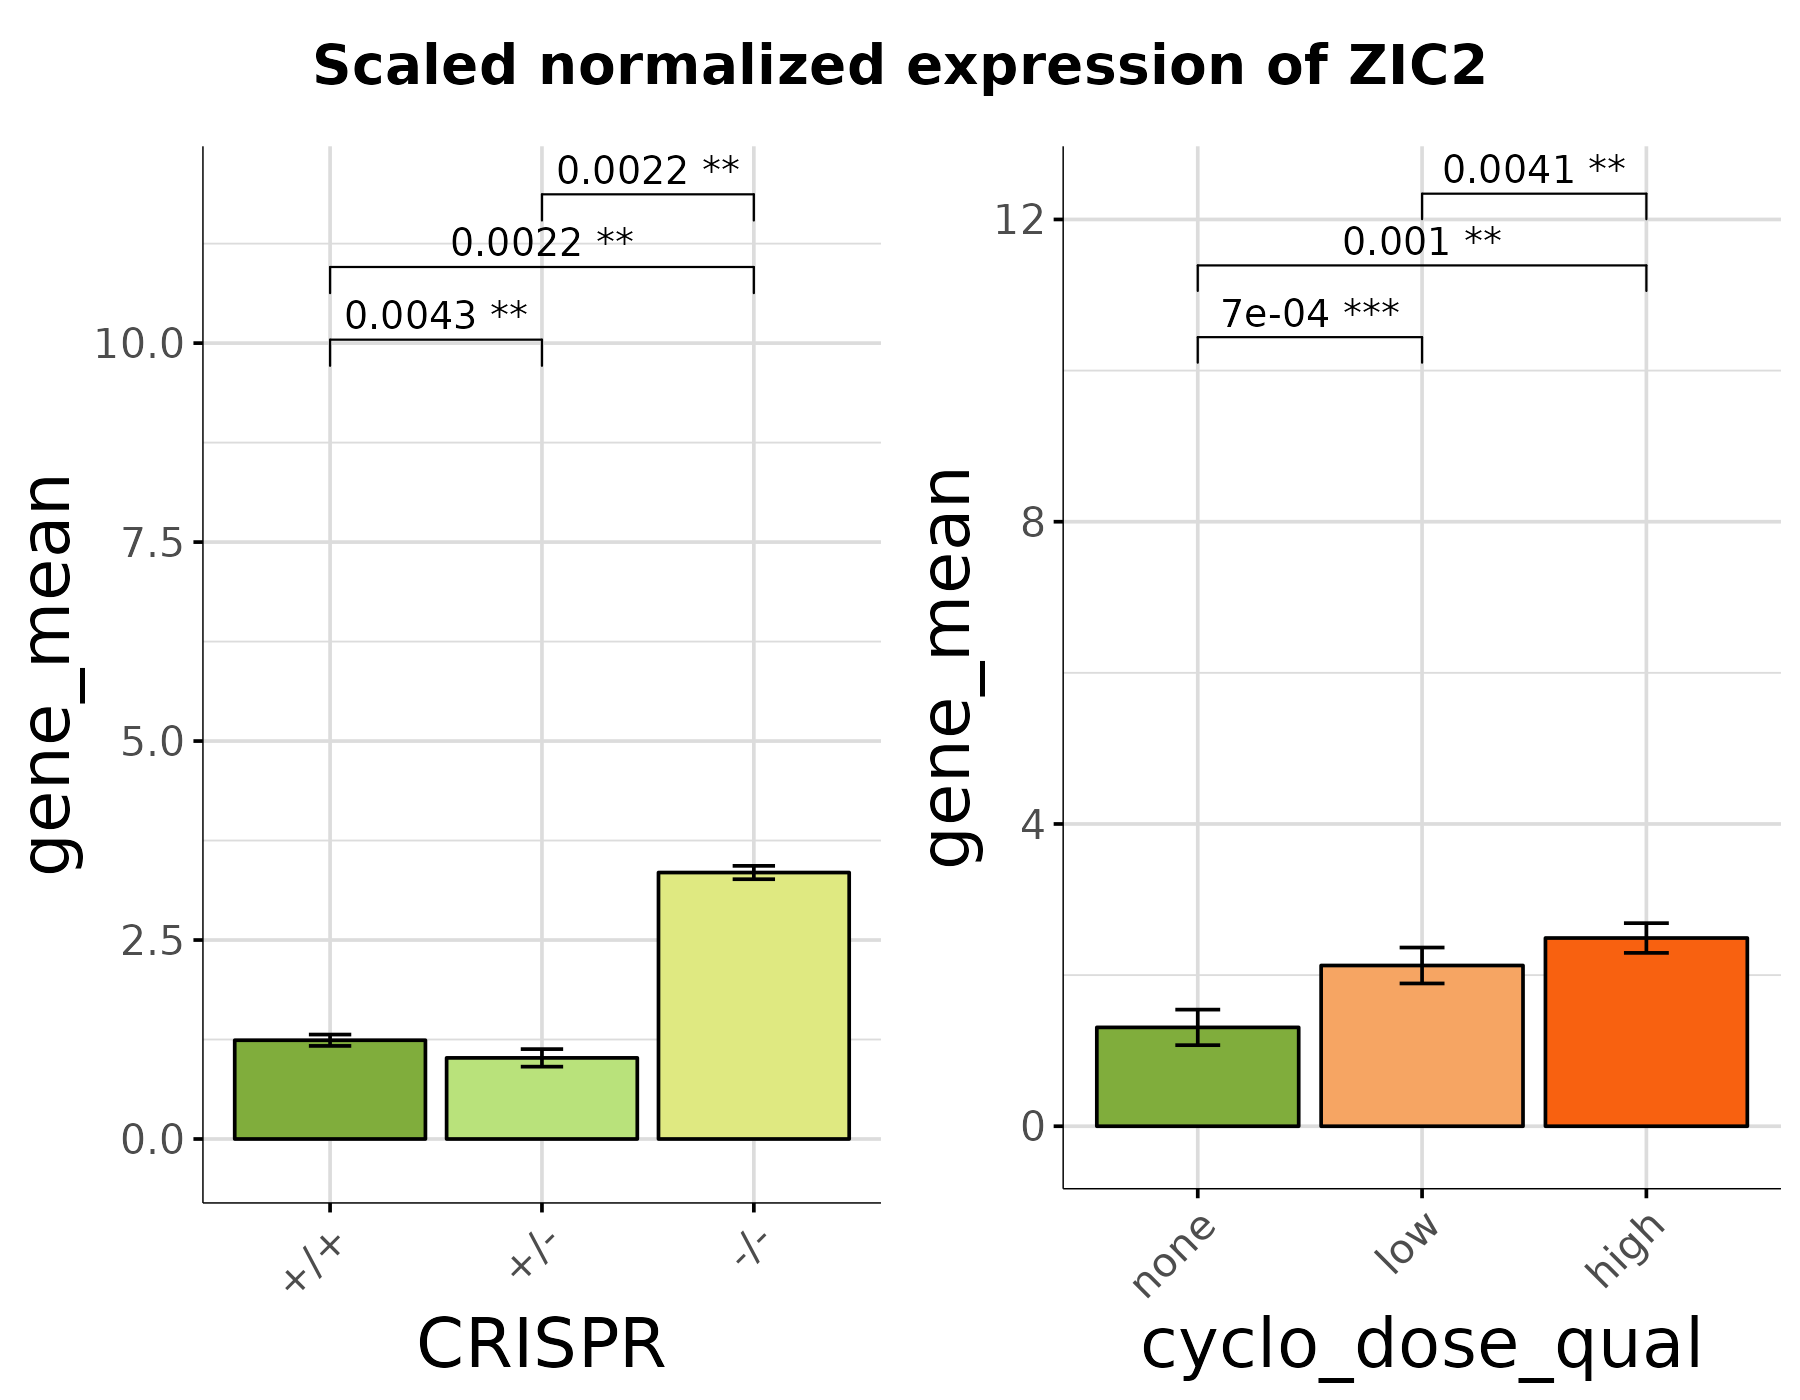 Scaled normalized expression of ZIC2
gene_mean
10.0
7.5
5.0
2.5
0.0
0.0022 **
0.0022 **
0.0043 **
+/+
+/-
-/-
CRISPR
gene_mean
12
8
4
0
0.0041 **
0.001 **
7e-04 ***
none
low
high
cyclo_dose_qual